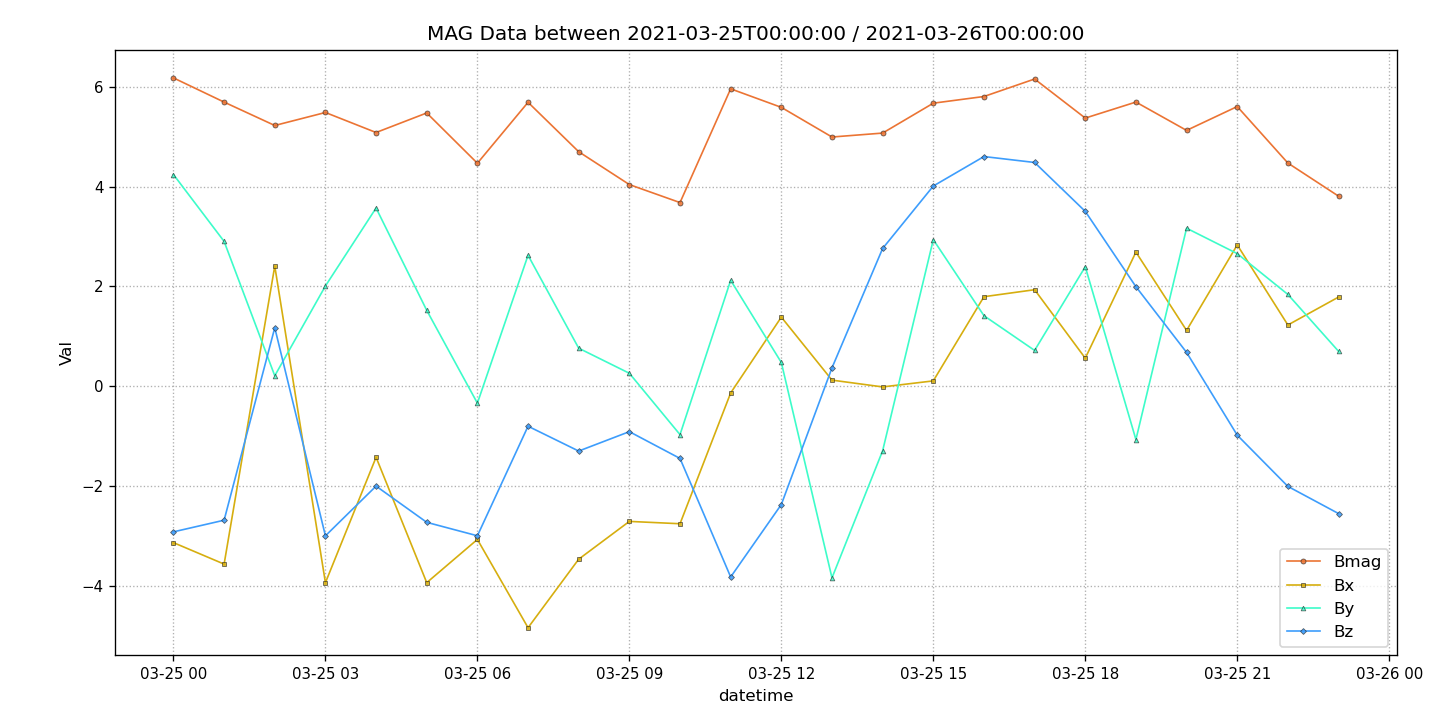 MAG Data between 2021-03-25T00:00:00 / 2021-03-26T00:00:00
6
4
2
0
−2
−4
Val
Bmag
Bx
By
Bz
03-25 00 03-25 03 03-25 06 03-25 09 03-25 12 03-25 15 03-25 18 03-25 21 03-26 00
datetime